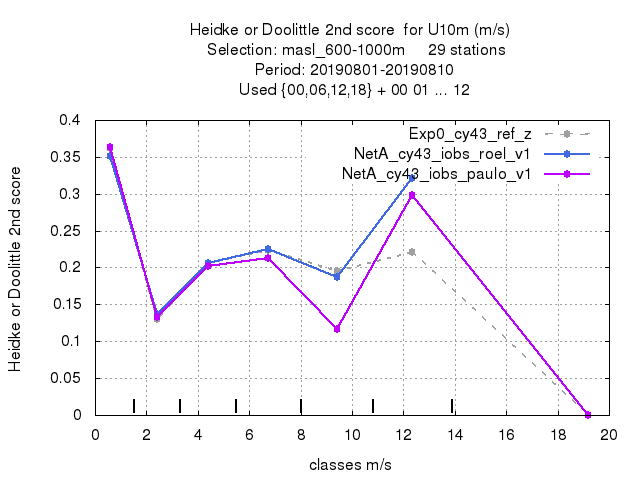 Heidke or Doolittle 2nd score  for U10m (m/s)
Selection: masl_600-1000m     29 stations
Period: 20190801-20190810
Used {00,06,12,18} + 00 01 ... 12
Exp0_cy43_ref_z
NetA_cy43_iobs_roel_v1
NetA_cy43_iobs_paulo_v1
Heidke or Doolittle 2nd score
0.4
0.35
0.3
0.25
0.2
0.15
0.1
0.05
0
0 2 4 6 8 10 12 14 16 18 20
classes m/s